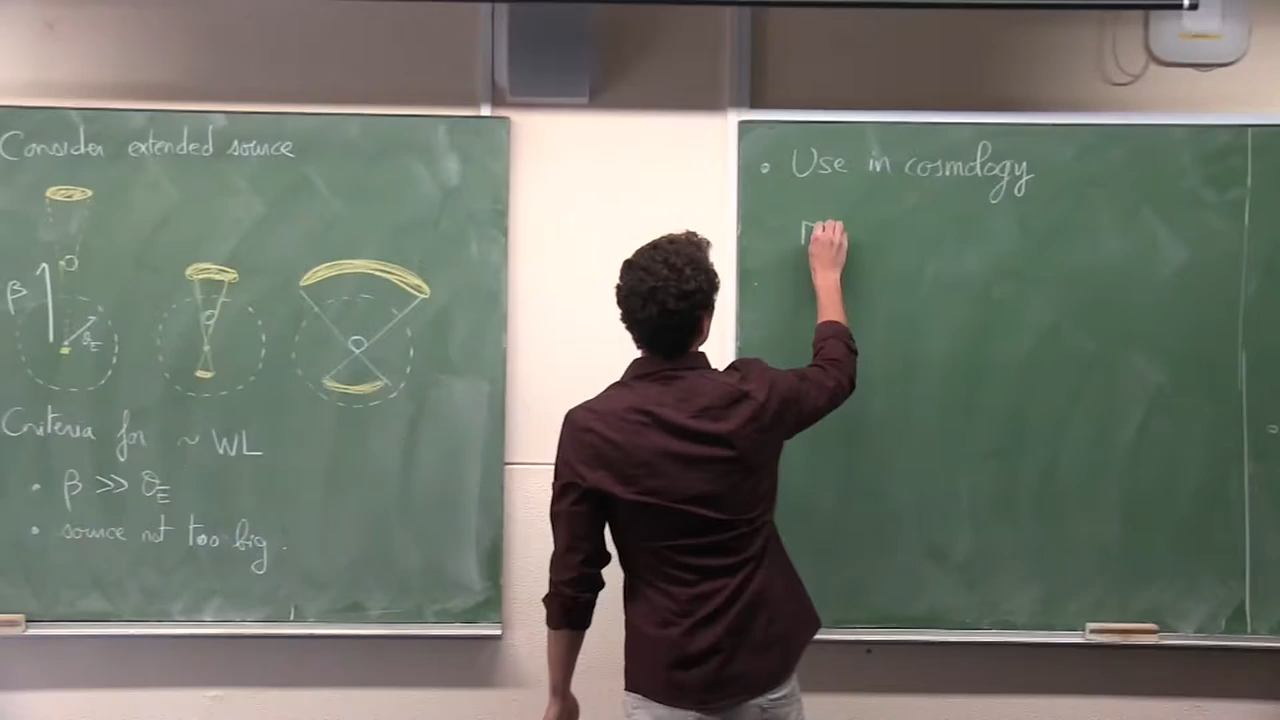 Consider extended source
β
θ_E
Criteria for ~ WL
• β >> θ_E
• source not too big.
• Use in cosmology